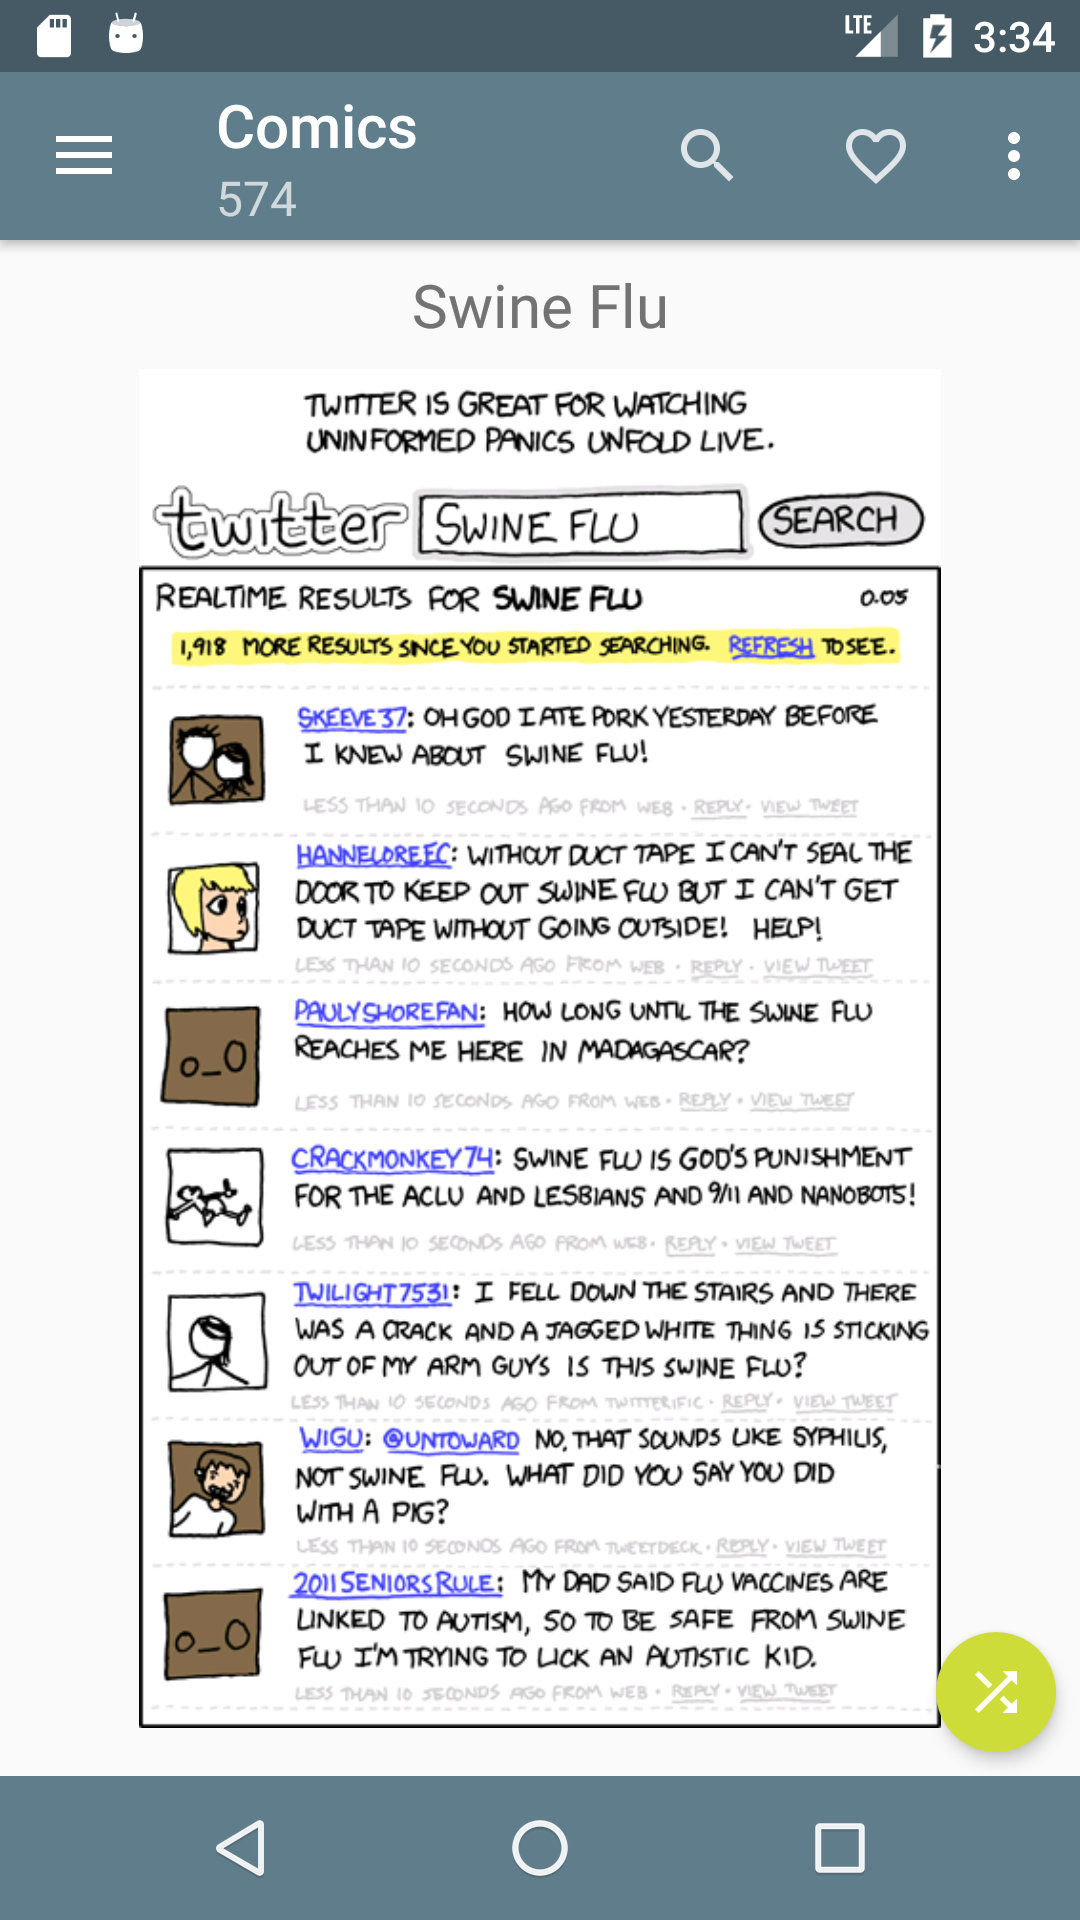 LTE 3:34
Comics
574
Swine Flu
TWITTER IS GREAT FOR WATCHING
UNINFORMED PANICS UNFOLD LIVE.
twitter SWINE FLU SEARCH
REALTIME RESULTS FOR SWINE FLU 0.05
1,918 MORE RESULTS SINCE YOU STARTED SEARCHING. REFRESH TO SEE.
SKEEVE37: OH GOD I ATE PORK YESTERDAY BEFORE
I KNEW ABOUT SWINE FLU!
LESS THAN 10 SECONDS AGO FROM WEB · REPLY · VIEW TWEET
HANNELOREEC: WITHOUT DUCT TAPE I CAN'T SEAL THE
DOOR TO KEEP OUT SWINE FLU BUT I CAN'T GET
DUCT TAPE WITHOUT GOING OUTSIDE! HELP!
LESS THAN 10 SECONDS AGO FROM WEB · REPLY · VIEW TWEET
PAULYSHOREFAN: HOW LONG UNTIL THE SWINE FLU
REACHES ME HERE IN MADAGASCAR?
LESS THAN 10 SECONDS AGO FROM WEB · REPLY · VIEW TWEET
CRACKMONKEY74: SWINE FLU IS GOD'S PUNISHMENT
FOR THE ACLU AND LESBIANS AND 9/11 AND NANOBOTS!
LESS THAN 10 SECONDS AGO FROM WEB · REPLY · VIEW TWEET
TWILIGHT7531: I FELL DOWN THE STAIRS AND THERE
WAS A CRACK AND A JAGGED WHITE THING IS STICKING
OUT OF MY ARM GUYS IS THIS SWINE FLU?
LESS THAN 10 SECONDS AGO FROM TWITTERIFIC · REPLY · VIEW TWEET
WIGU: @UNTOWARD NO, THAT SOUNDS LIKE SYPHILIS,
NOT SWINE FLU. WHAT DID YOU SAY YOU DID
WITH A PIG?
LESS THAN 10 SECONDS AGO FROM TWEETDECK · REPLY · VIEW TWEET
2011SENIORSRULE: MY DAD SAID FLU VACCINES ARE
LINKED TO AUTISM, SO TO BE SAFE FROM SWINE
FLU I'M TRYING TO LICK AN AUTISTIC KID.
LESS THAN 10 SECONDS AGO FROM WEB · REPLY · VIEW TWEET